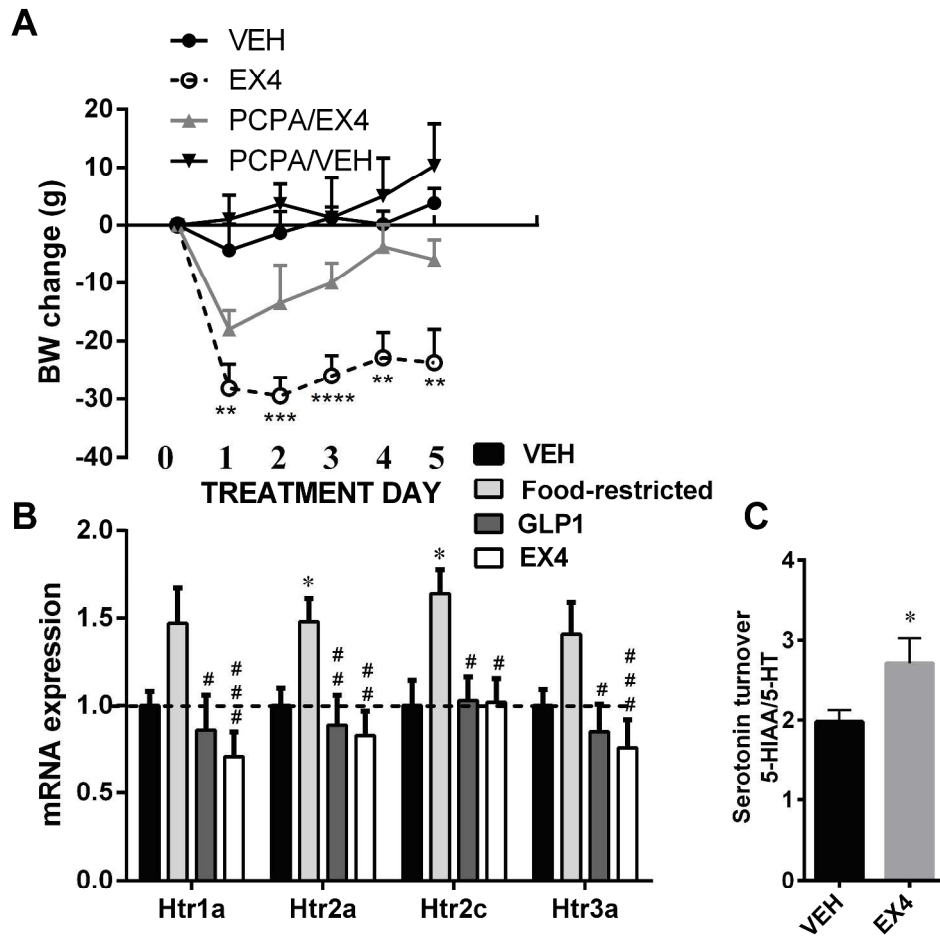 A
VEH
EX4
PCPA/EX4
PCPA/VEH
20
10
0
-10
-20
-30
-40
BW change (g)
** *** **** ** **
0 1 2 3 4 5
TREATMENT DAY
B
VEH
Food-restricted
GLP1
EX4
2.0
1.5
1.0
0.5
0.0
mRNA expression
* *
# ### ## ## # # # ###
Htr1a Htr2a Htr2c Htr3a
C
4
3
2
1
0
Serotonin turnover
5-HIAA/5-HT
*
VEH EX4